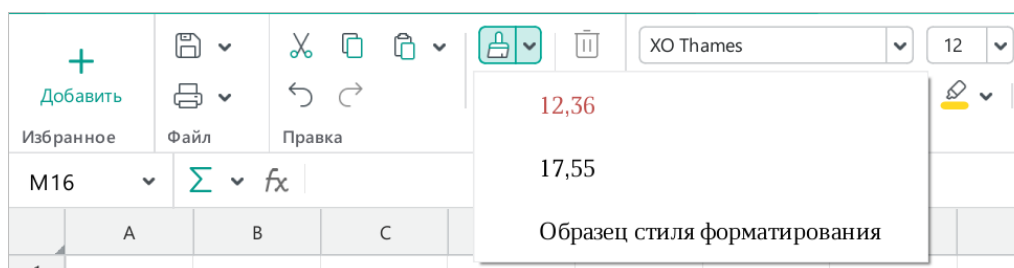 XO Thames
12
Добавить
Избранное
Файл
Правка
12,36
17,55
Образец стиля форматирования
M16
Σ
fx
A
B
C